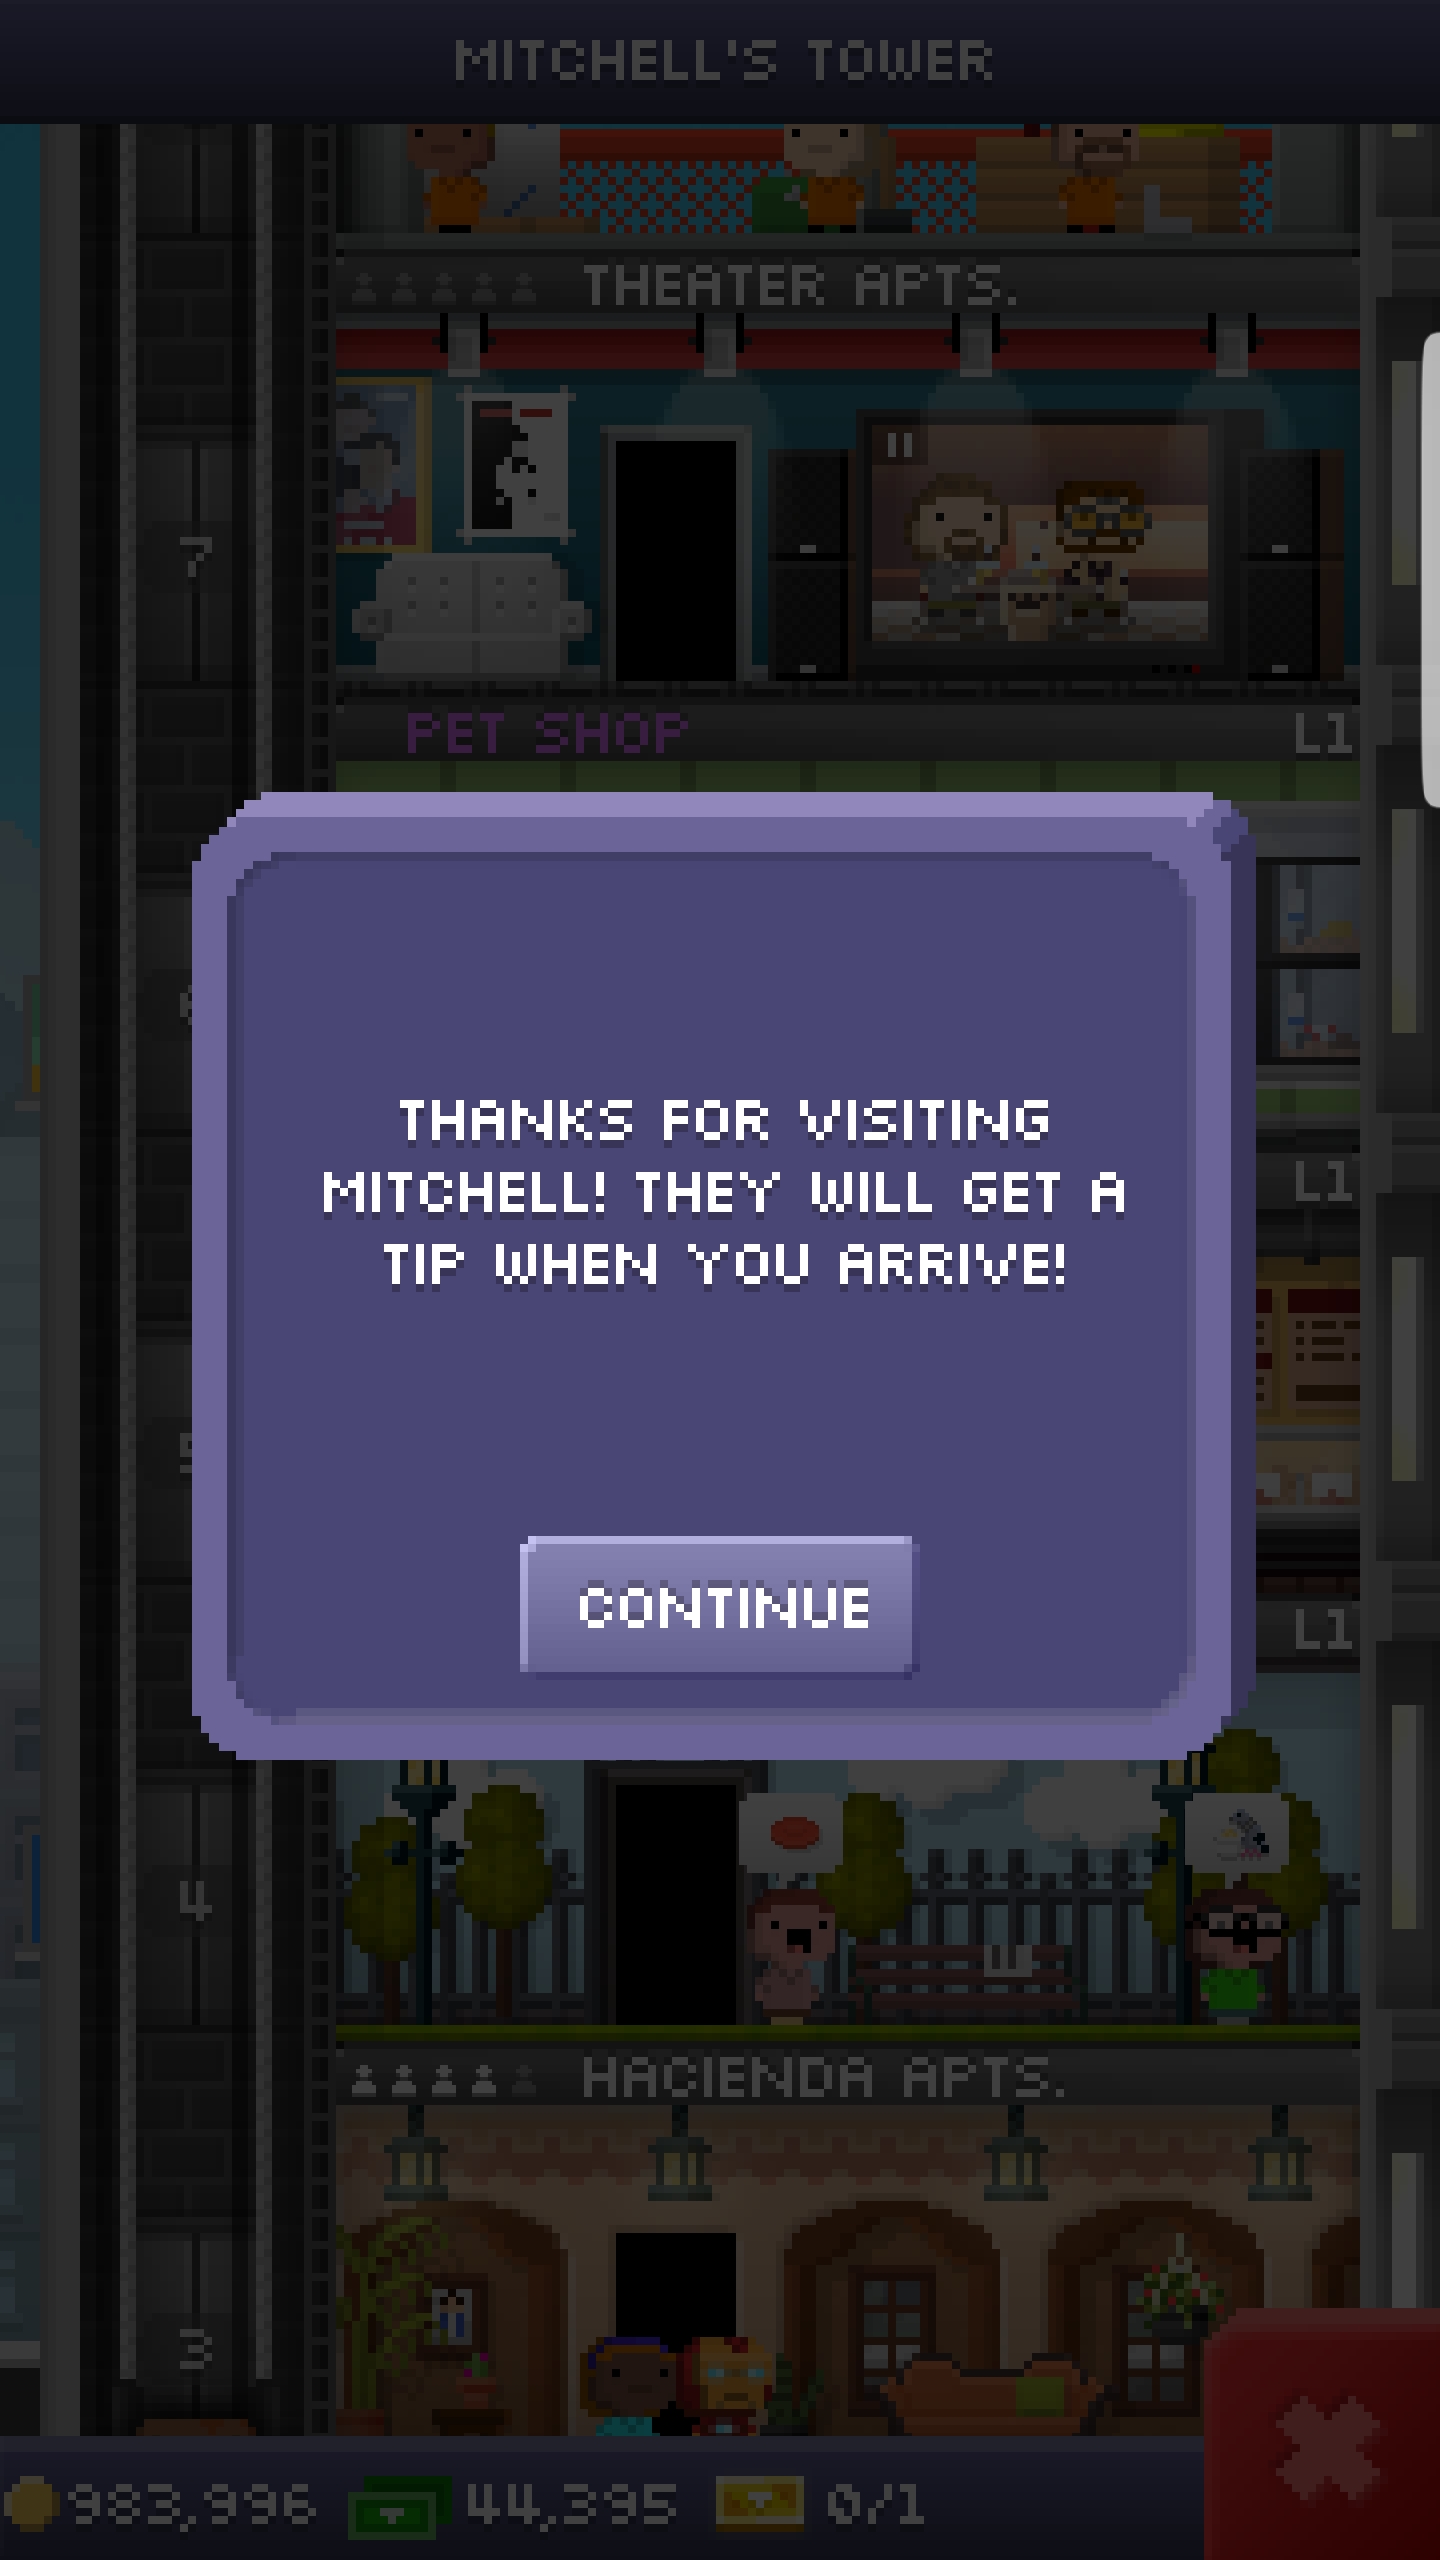 MITCHELL'S TOWER
THEATER APTS.
7
PET SHOP L1
THANKS FOR VISITING
MITCHELL! THEY WILL GET A
TIP WHEN YOU ARRIVE!
L1
5
CONTINUE
L1
4
HACIENDA APTS.
3
983,996 44,395 0/1